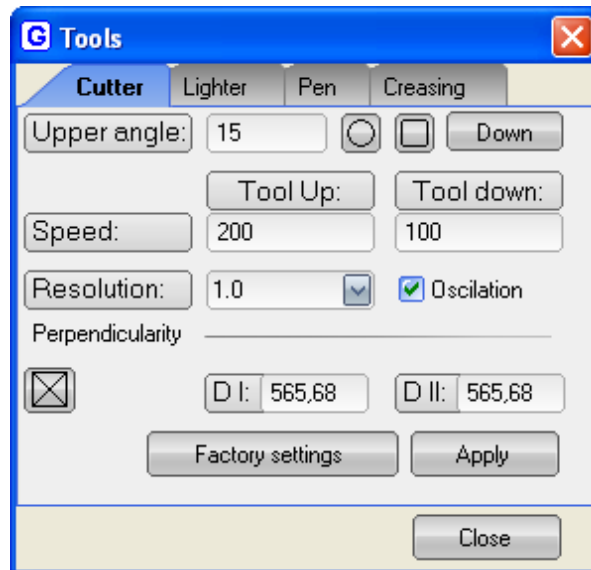 G Tools
Cutter Lighter Pen Creasing
Upper angle: 15 Down
Tool Up: Tool down:
Speed: 200 100
Resolution: 1.0 Oscilation
Perpendicularity
D I: 565,68 D II: 565,68
Factory settings Apply
Close